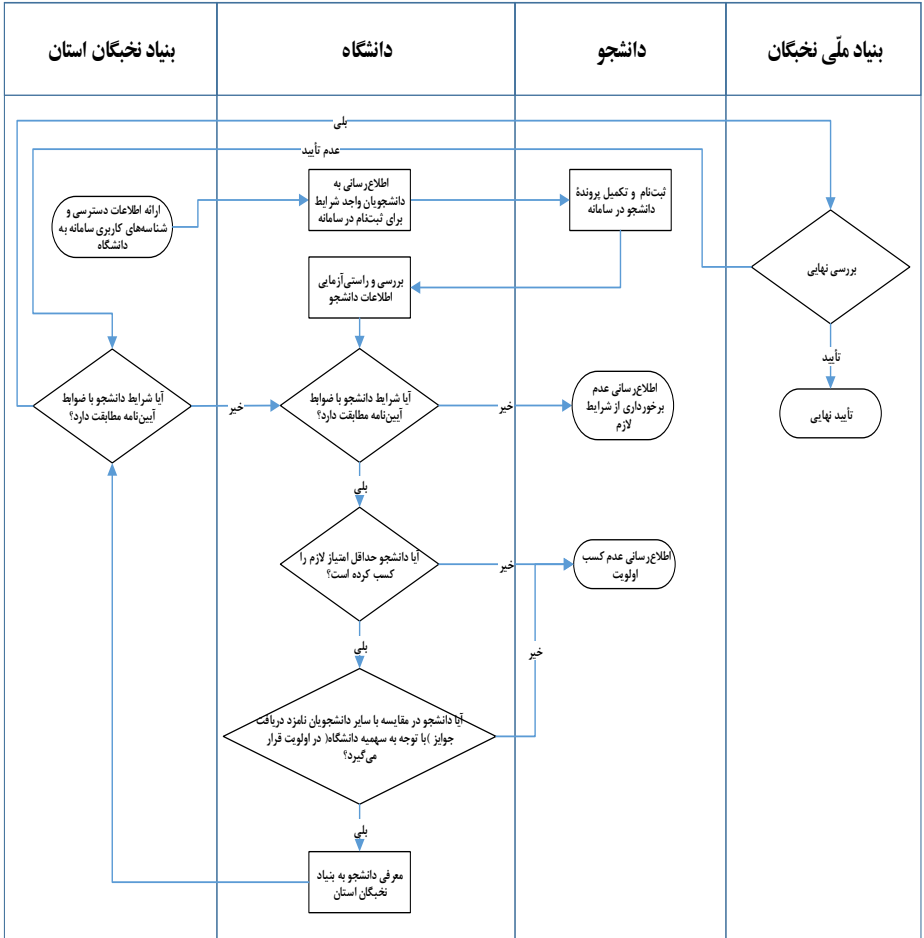 بنیاد ملّی نخبگان
دانشجو
دانشگاه
بنیاد نخبگان استان
بلی
عدم تأیید
ارائه اطلاعات دسترسی و
شناسه‌های کاربری سامانه به
دانشگاه
اطلاع‌رسانی به
دانشجویان واجد شرایط
برای ثبت‌نام در سامانه
ثبت‌نام و تکمیل پروندهٔ
دانشجو در سامانه
بررسی نهایی
بررسی و راستی‌آزمایی
اطلاعات دانشجو
تأیید
تأیید نهایی
آیا شرایط دانشجو با ضوابط
آیین‌نامه مطابقت دارد؟
خیر
آیا شرایط دانشجو با ضوابط
آیین‌نامه مطابقت دارد؟
خیر
اطلاع‌رسانی عدم
برخورداری از شرایط
لازم
بلی
آیا دانشجو حداقل امتیاز لازم را
کسب کرده است؟
خیر
اطلاع‌رسانی عدم کسب
اولویت
بلی
خیر
آیا دانشجو در مقایسه با سایر دانشجویان نامزد دریافت
جوایز )با توجه به سهمیه دانشگاه( در اولویت قرار
می‌گیرد؟
بلی
معرفی دانشجو به بنیاد
نخبگان استان